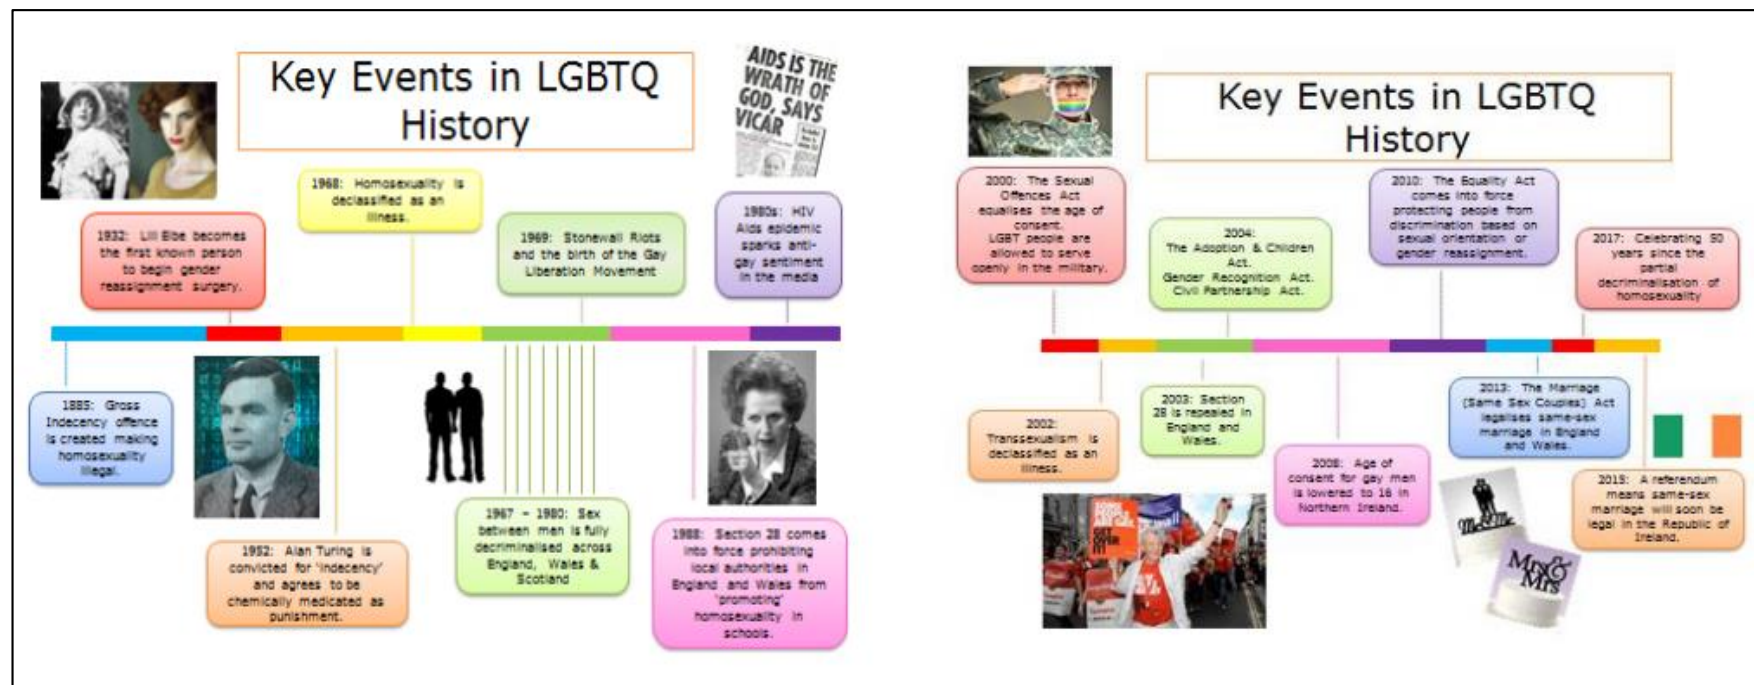 Key Events in LGBTQ
History
AIDS IS THE
WRATH OF
GOD, SAYS
VICAR
1932: Lili Elbe becomes
the first known person
to begin gender
reassignment surgery.
1968: Homosexuality is
declassified as an
illness.
1969: Stonewall Riots
and the birth of the Gay
Liberation Movement
1980s: HIV
Aids epidemic
sparks anti-
gay sentiment
in the media
1885: Gross
Indecency offence
is created making
homosexuality
illegal.
1952: Alan Turing is
convicted for 'indecency'
and agrees to be
chemically medicated as
punishment.
1967 – 1980: Sex
between men is fully
decriminalised across
England, Wales &
Scotland
1988: Section 28 comes
into force prohibiting
local authorities in
England and Wales from
'promoting'
homosexuality in
schools.
Key Events in LGBTQ
History
2000: The Sexual
Offences Act
equalises the age of
consent.
LGBT people are
allowed to serve
openly in the military.
2004:
The Adoption & Children
Act.
Gender Recognition Act.
Civil Partnership Act.
2010: The Equality Act
comes into force
protecting people from
discrimination based on
sexual orientation or
gender reassignment.
2017: Celebrating 50
years since the
partial
decriminalisation of
homosexuality
2002:
Transsexualism is
declassified as an
illness.
2003: Section
28 is repealed in
England and
Wales.
2008: Age of
consent for gay men
is lowered to 16 in
Northern Ireland.
2013: The Marriage
(Same Sex Couples) Act
legalises same-sex
marriage in England
and Wales.
2015: A referendum
means same-sex
marriage will soon be
legal in the Republic of
Ireland.
SOME
PEOPLE
ARE GAY.
GET
OVER
IT!
Mr & Mr
Mrs &
Mrs